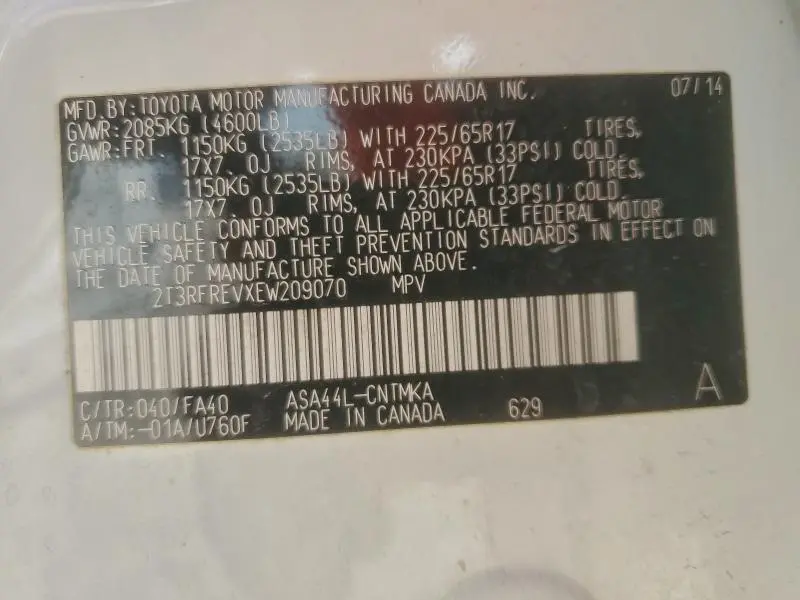 MFD. BY: TOYOTA MOTOR MANUFACTURING CANADA INC. 07/14
GVWR: 2085KG (4600LB)
GAWR: FRT. 1150KG (2535LB) WITH 225/65R17 TIRES,
17X7.0J RIMS, AT 230KPA (33PSI) COLD
RR. 1150KG (2535LB) WITH 225/65R17 TIRES,
17X7.0J RIMS, AT 230KPA (33PSI) COLD
THIS VEHICLE CONFORMS TO ALL APPLICABLE FEDERAL MOTOR
VEHICLE SAFETY AND THEFT PREVENTION STANDARDS IN EFFECT ON
THE DATE OF MANUFACTURE SHOWN ABOVE.
2T3RFREVXEW209070 MPV
C/TR: 040/FA40 ASA44L-CNTMKA
A/TM: -01A/U760F MADE IN CANADA 629 A